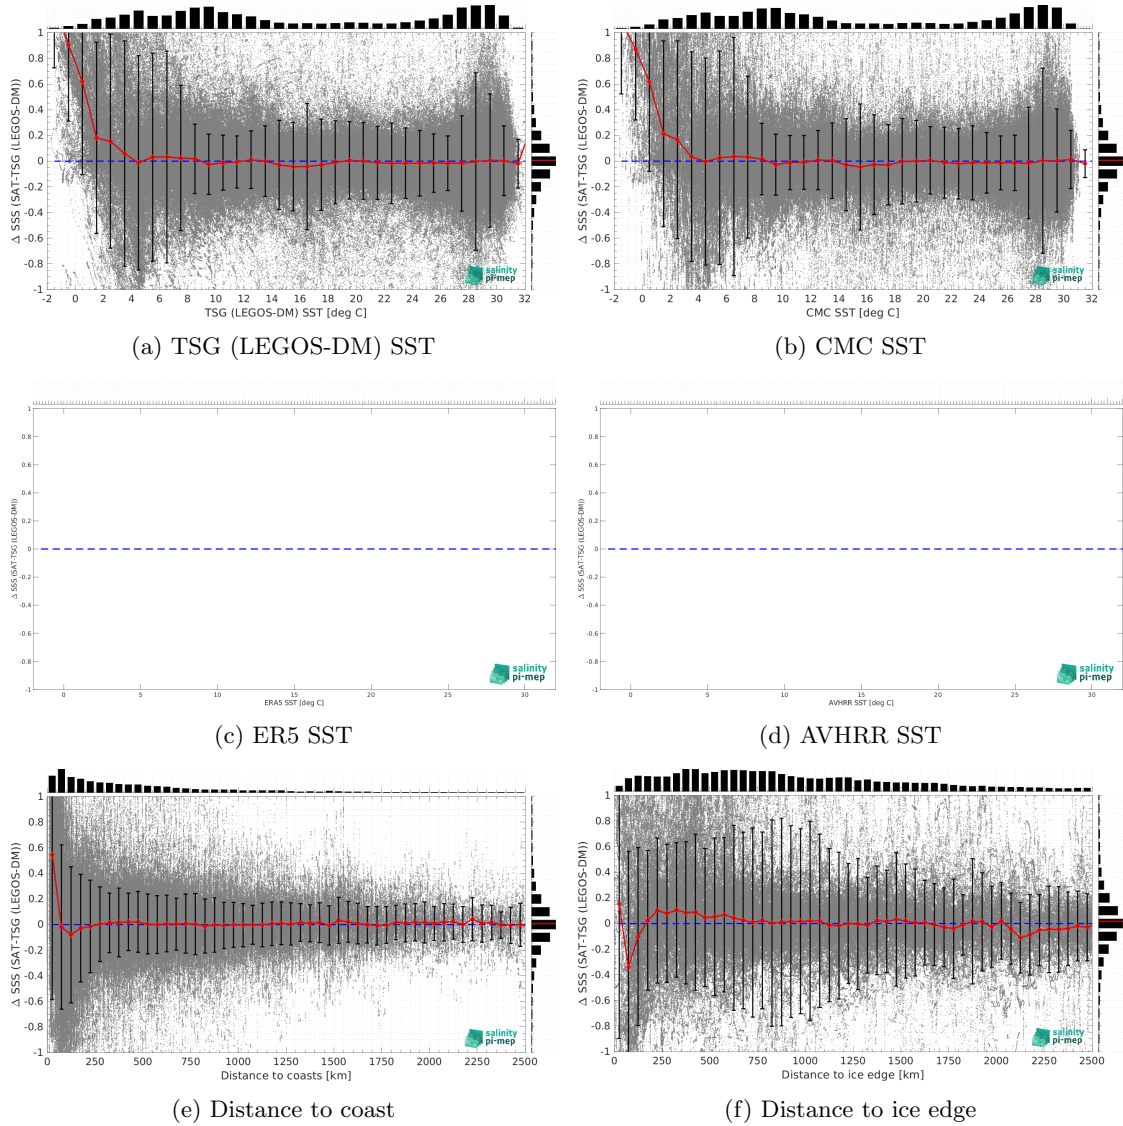 1
0.8
0.6
0.4
0.2
0
-0.2
-0.4
-0.6
-0.8
-1
Δ SSS (SAT-TSG (LEGOS-DM))
salinity
pi-mep
-2 0 2 4 6 8 10 12 14 16 18 20 22 24 26 28 30 32
TSG (LEGOS-DM) SST [deg C]
(a) TSG (LEGOS-DM) SST
1
0.8
0.6
0.4
0.2
0
-0.2
-0.4
-0.6
-0.8
-1
Δ SSS (SAT-TSG (LEGOS-DM))
salinity
pi-mep
-2 0 2 4 6 8 10 12 14 16 18 20 22 24 26 28 30 32
CMC SST [deg C]
(b) CMC SST
1
0.8
0.6
0.4
0.2
0
-0.2
-0.4
-0.6
-0.8
-1
Δ SSS (SAT-TSG (LEGOS-DM))
salinity
pi-mep
0 5 10 15 20 25 30
ERA5 SST [deg C]
(c) ER5 SST
1
0.8
0.6
0.4
0.2
0
-0.2
-0.4
-0.6
-0.8
-1
Δ SSS (SAT-TSG (LEGOS-DM))
salinity
pi-mep
0 5 10 15 20 25 30
AVHRR SST [deg C]
(d) AVHRR SST
1
0.8
0.6
0.4
0.2
0
-0.2
-0.4
-0.6
-0.8
-1
Δ SSS (SAT-TSG (LEGOS-DM))
salinity
pi-mep
0 250 500 750 1000 1250 1500 1750 2000 2250 2500
Distance to coasts [km]
(e) Distance to coast
1
0.8
0.6
0.4
0.2
0
-0.2
-0.4
-0.6
-0.8
-1
Δ SSS (SAT-TSG (LEGOS-DM))
salinity
pi-mep
0 250 500 750 1000 1250 1500 1750 2000 2250 2500
Distance to ice edge [km]
(f) Distance to ice edge